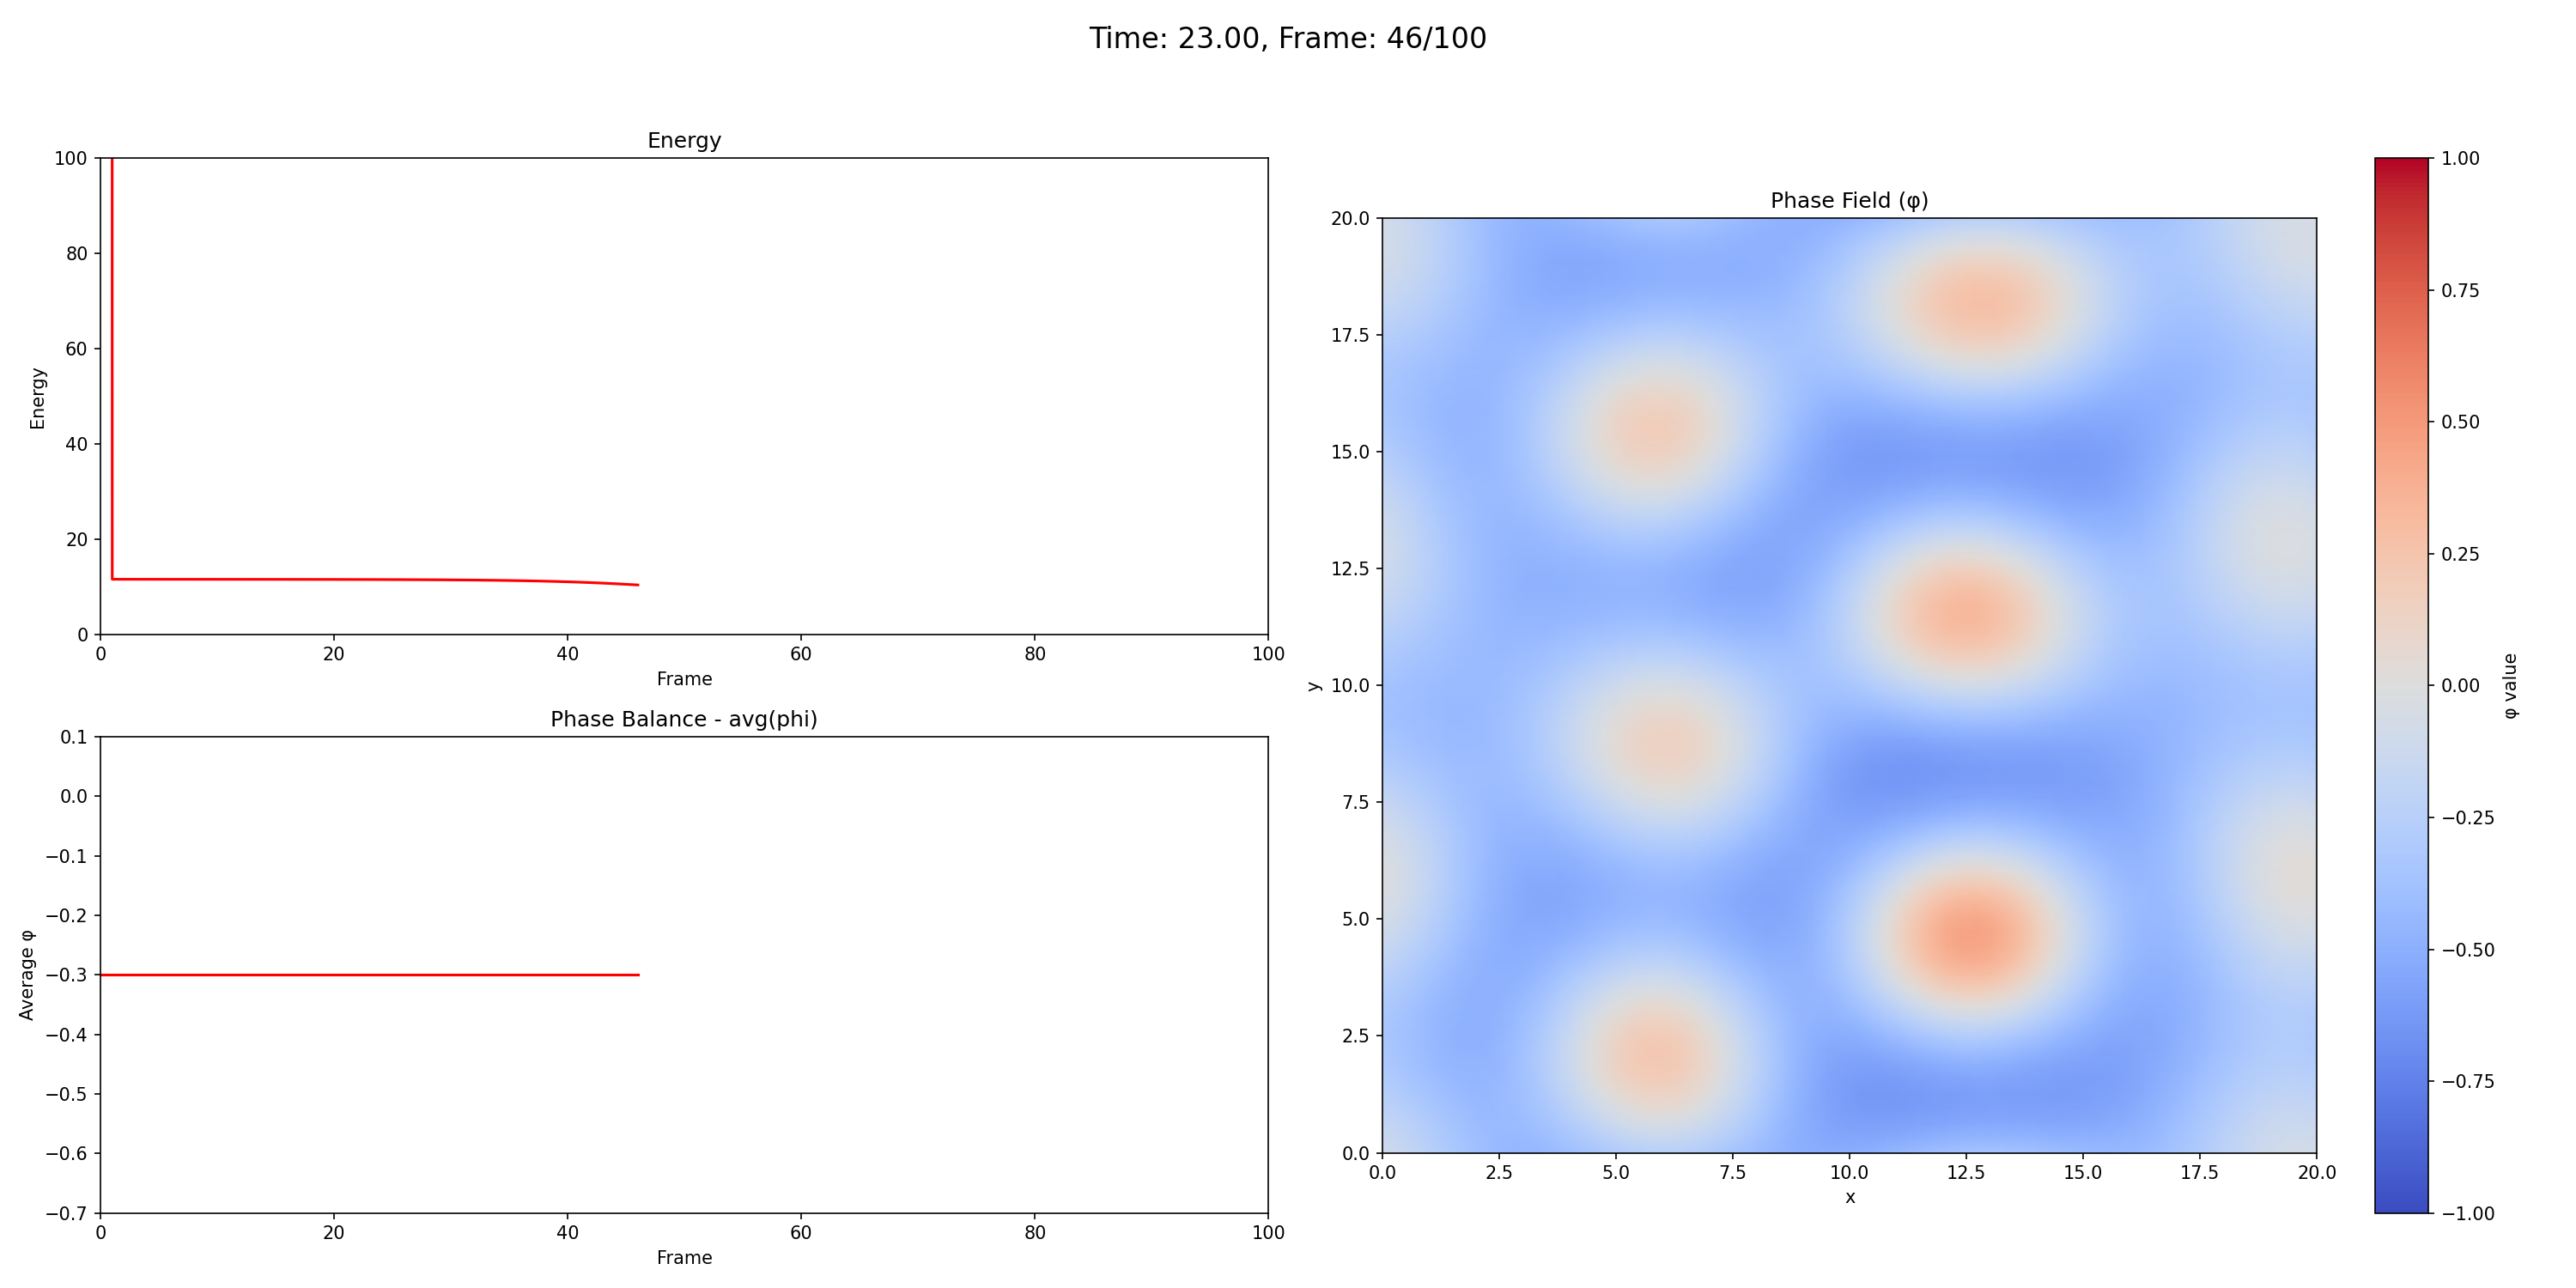 Time: 23.00, Frame: 46/100
Energy
100
80
60
40
20
0
Energy
0 20 40 60 80 100
Frame
Phase Balance - avg(phi)
0.1
0.0
−0.1
−0.2
−0.3
−0.4
−0.5
−0.6
−0.7
Average φ
0 20 40 60 80 100
Frame
Phase Field (φ)
20.0
17.5
15.0
12.5
10.0
7.5
5.0
2.5
0.0
y
0.0 2.5 5.0 7.5 10.0 12.5 15.0 17.5 20.0
x
1.00
0.75
0.50
0.25
0.00
−0.25
−0.50
−0.75
−1.00
φ value